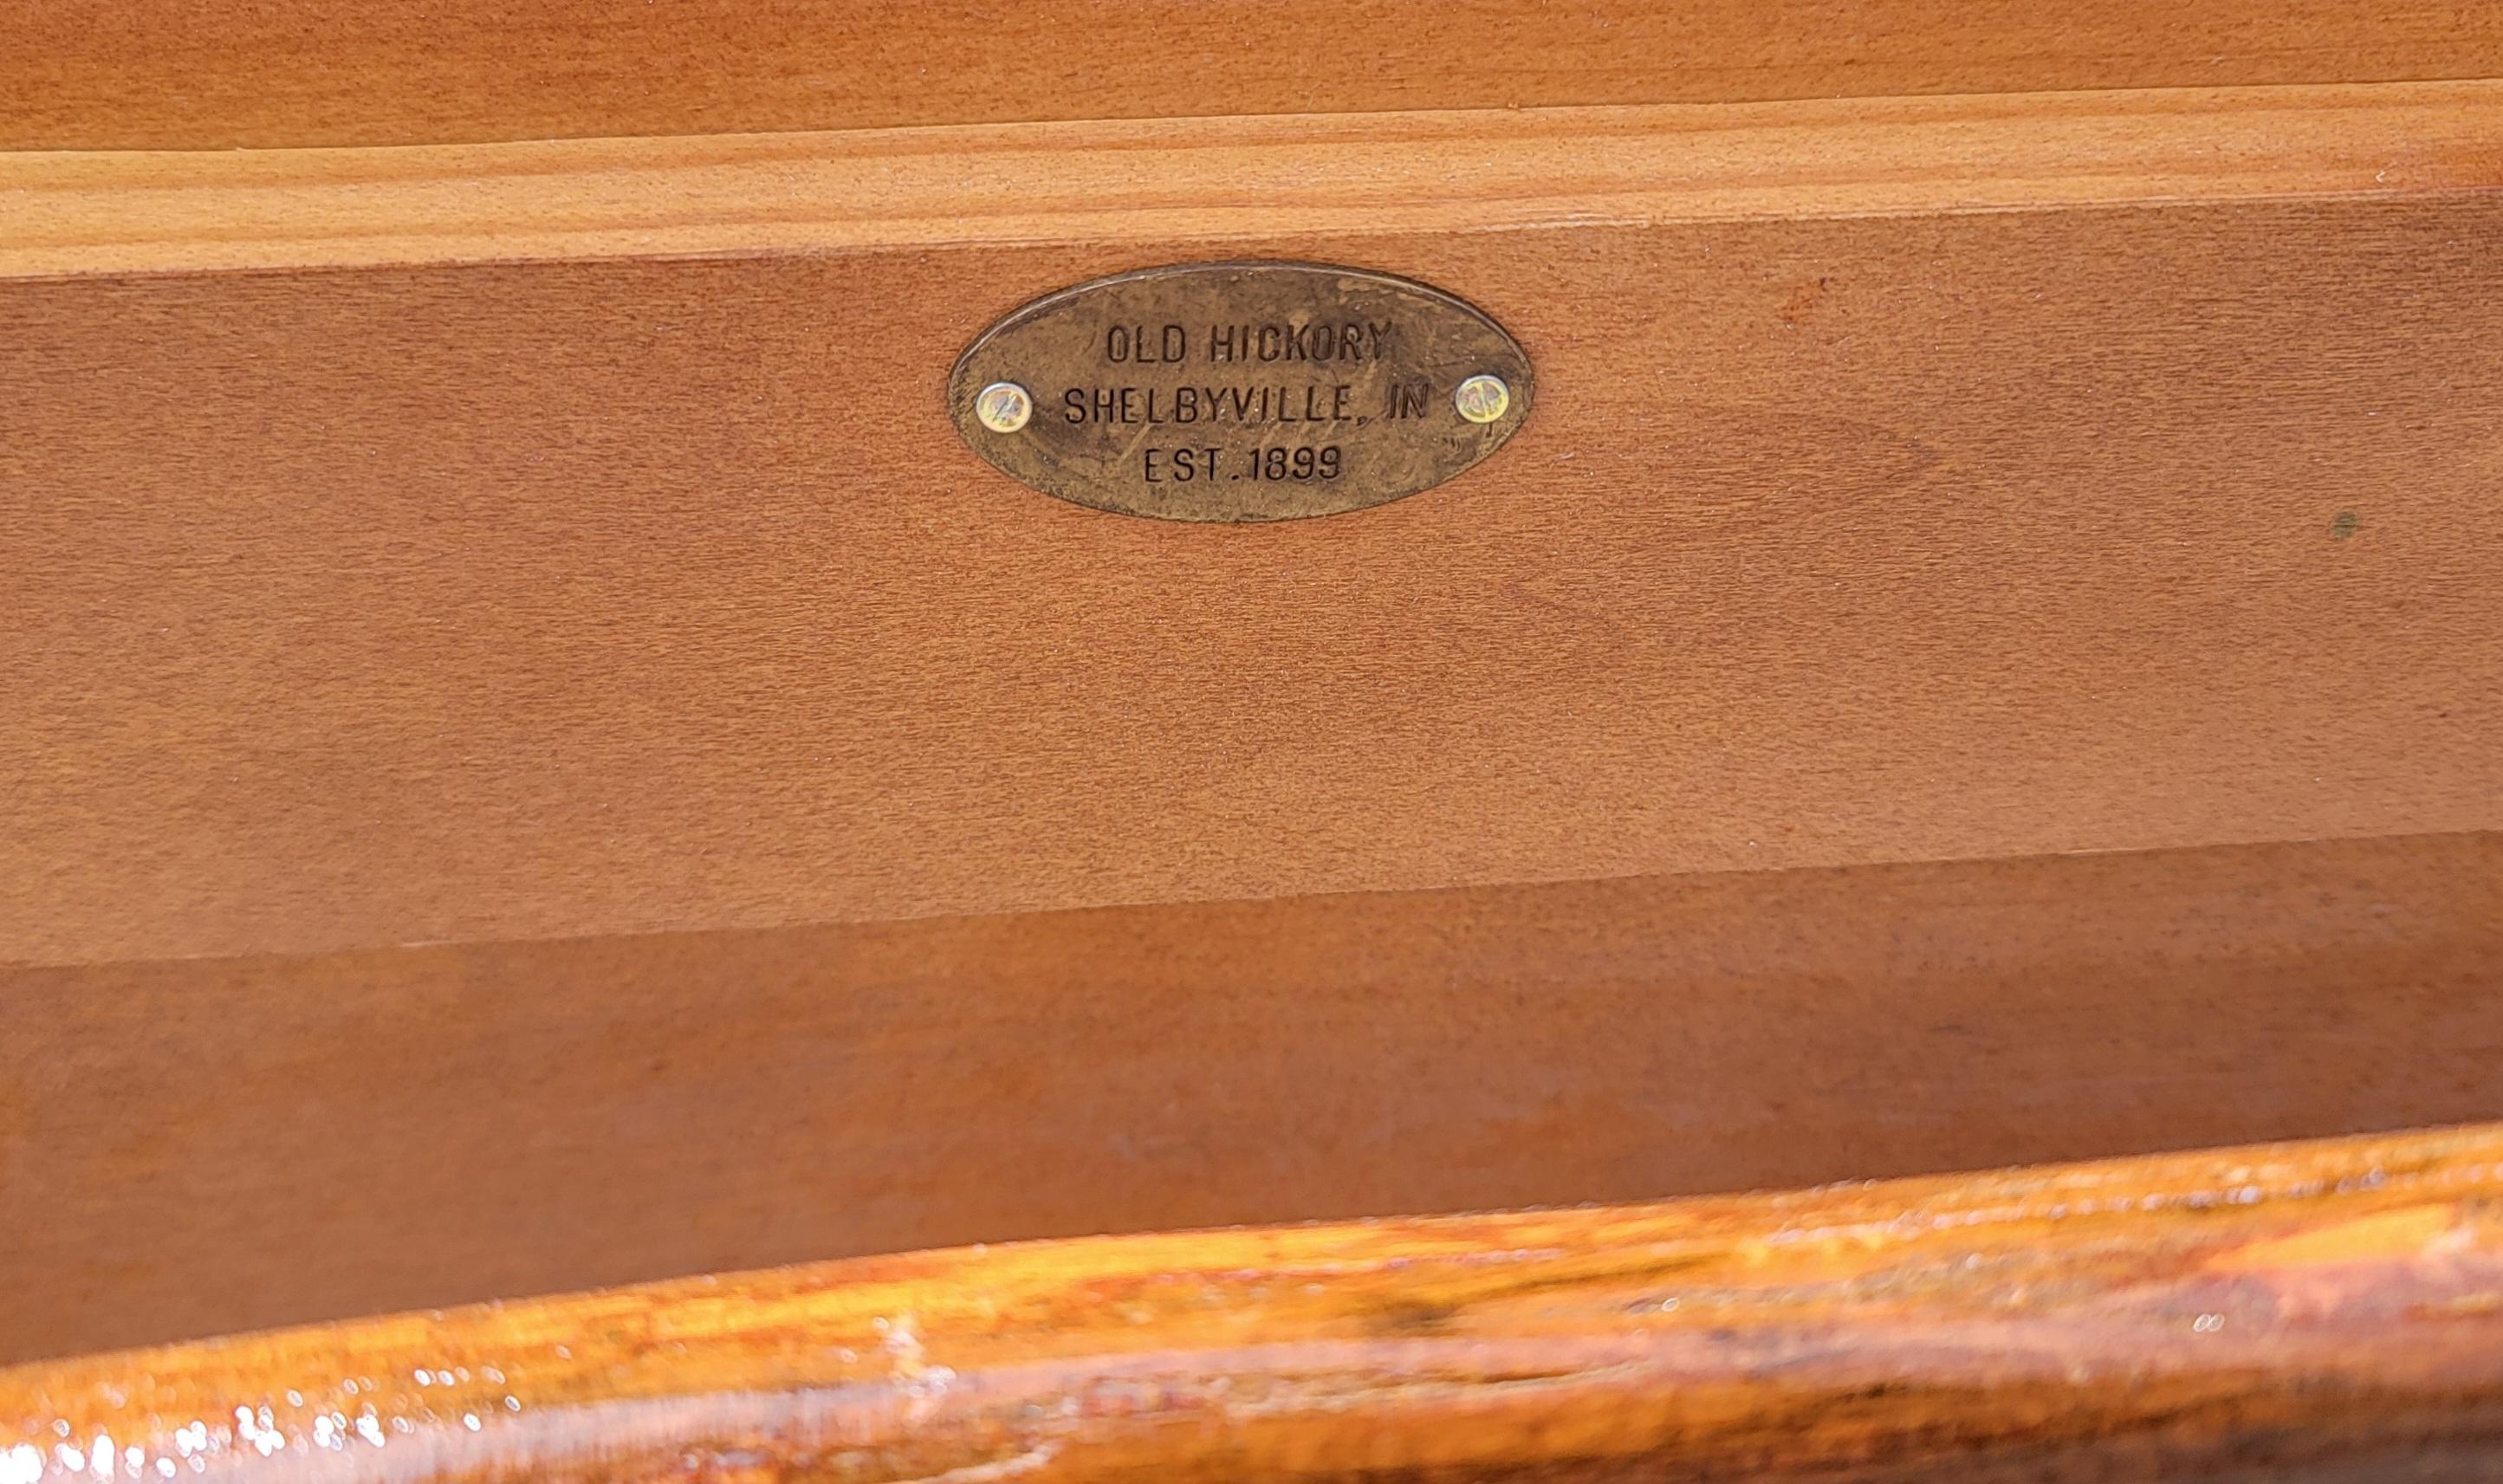 OLD HICKORY
SHELBYVILLE, IN
EST.1899